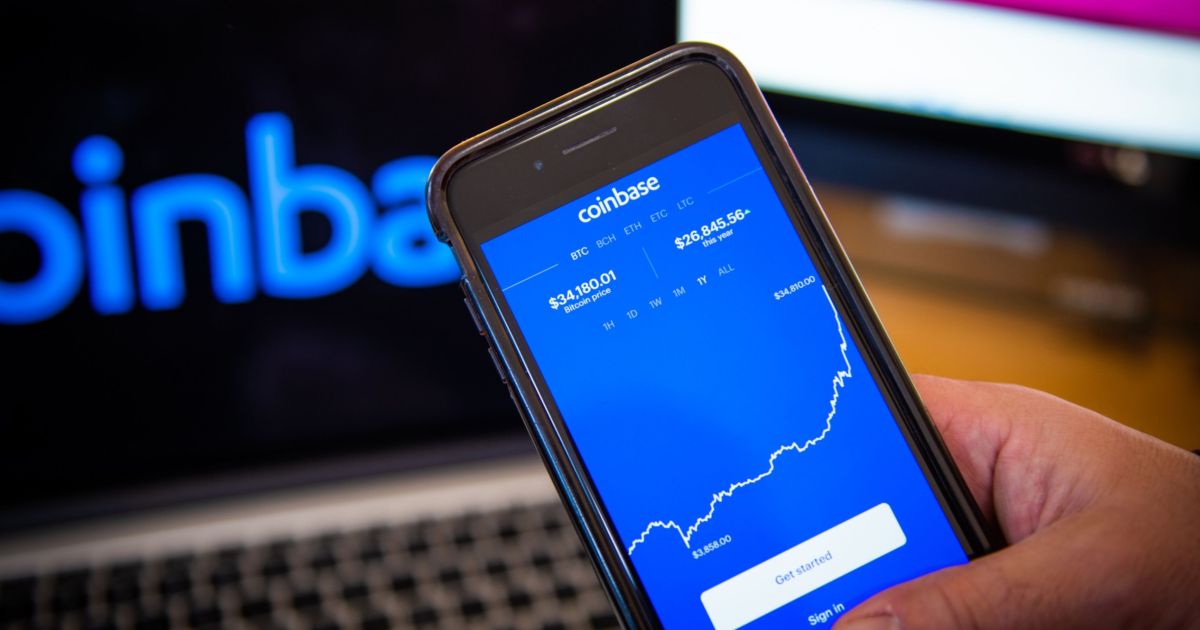 oinba
coinbase
BTC BCH ETH ETC LTC
$34,180.01
Bitcoin price
$26,845.56
this year
1H 1D 1W 1M 1Y ALL
$34,810.00
$3,858.00
Get started
Sign in